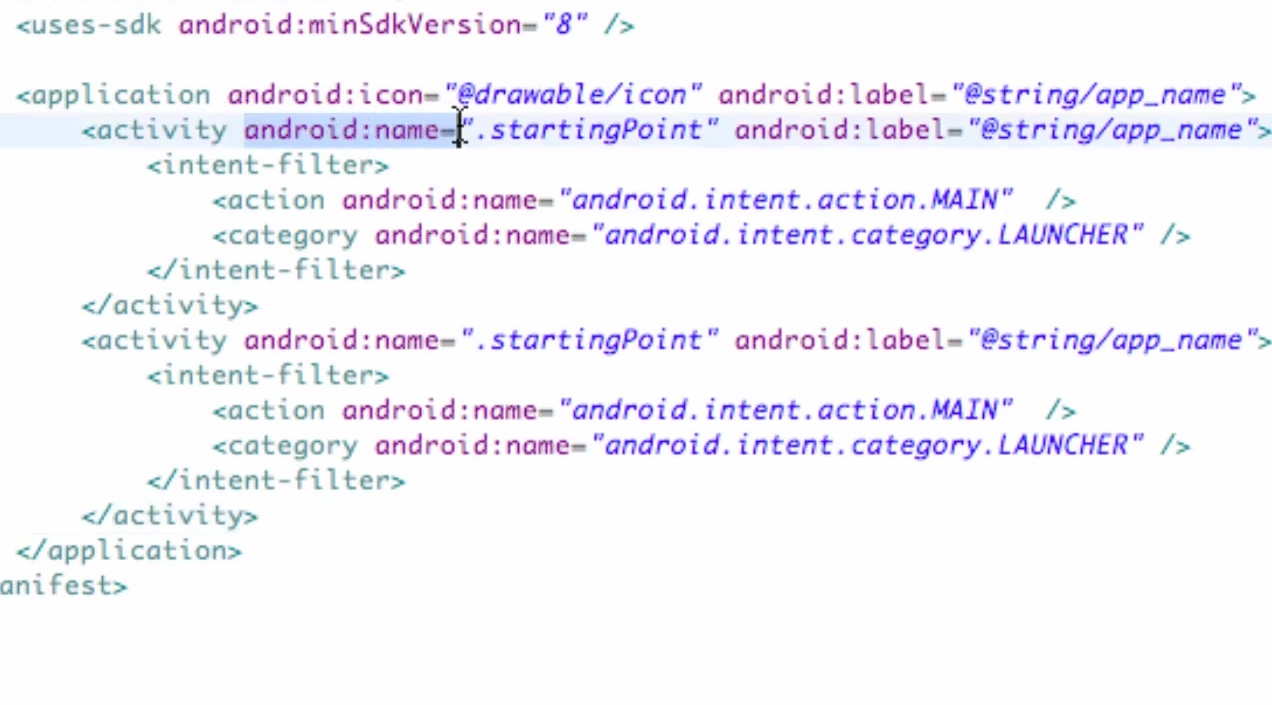 <uses-sdk android:minSdkVersion="8" />
<application android:icon="@drawable/icon" android:label="@string/app_name">
<activity android:name=".startingPoint" android:label="@string/app_name">
<intent-filter>
<action android:name="android.intent.action.MAIN"  />
<category android:name="android.intent.category.LAUNCHER" />
</intent-filter>
</activity>
<activity android:name=".startingPoint" android:label="@string/app_name">
<intent-filter>
<action android:name="android.intent.action.MAIN"  />
<category android:name="android.intent.category.LAUNCHER" />
</intent-filter>
</activity>
</application>
anifest>